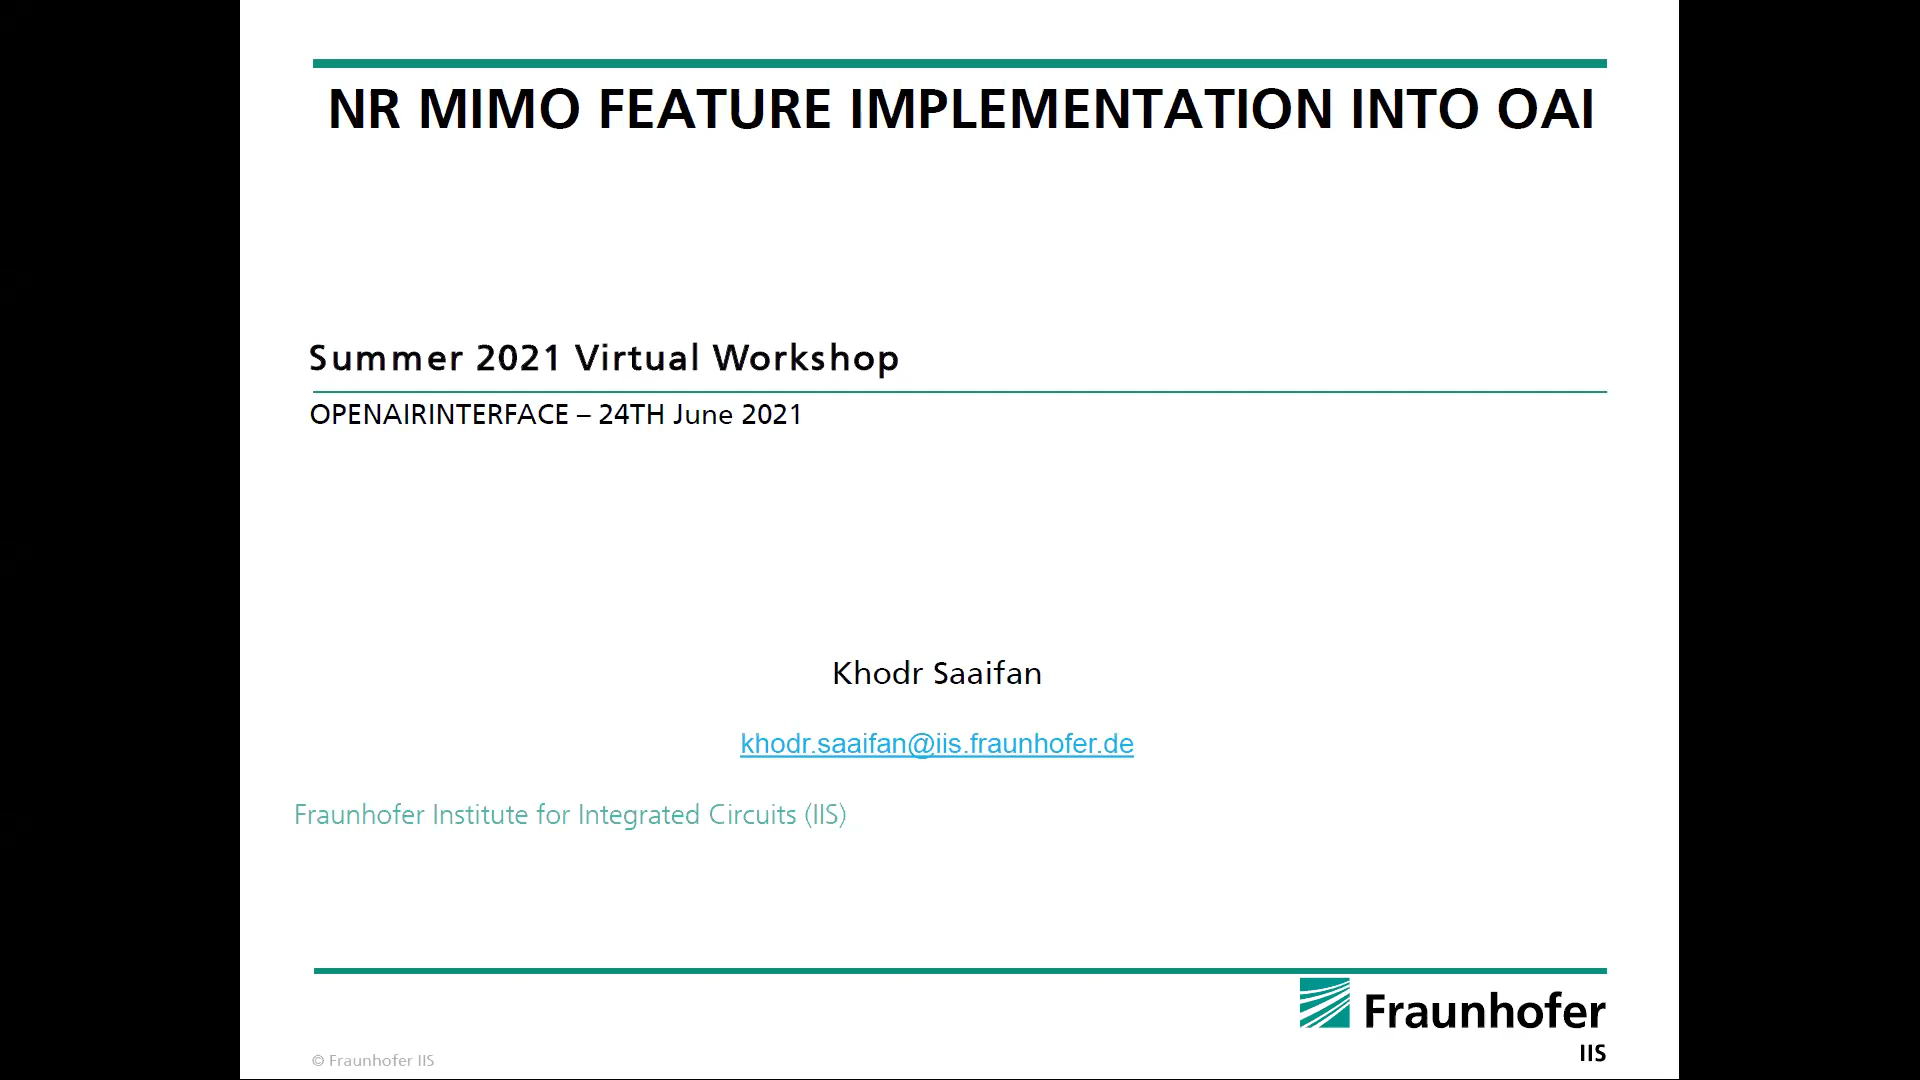 NR MIMO FEATURE IMPLEMENTATION INTO OAI
Summer 2021 Virtual Workshop
OPENAIRINTERFACE – 24TH June 2021
Khodr Saaifan
khodr.saaifan@iis.fraunhofer.de
Fraunhofer Institute for Integrated Circuits (IIS)
Fraunhofer
IIS
© Fraunhofer IIS